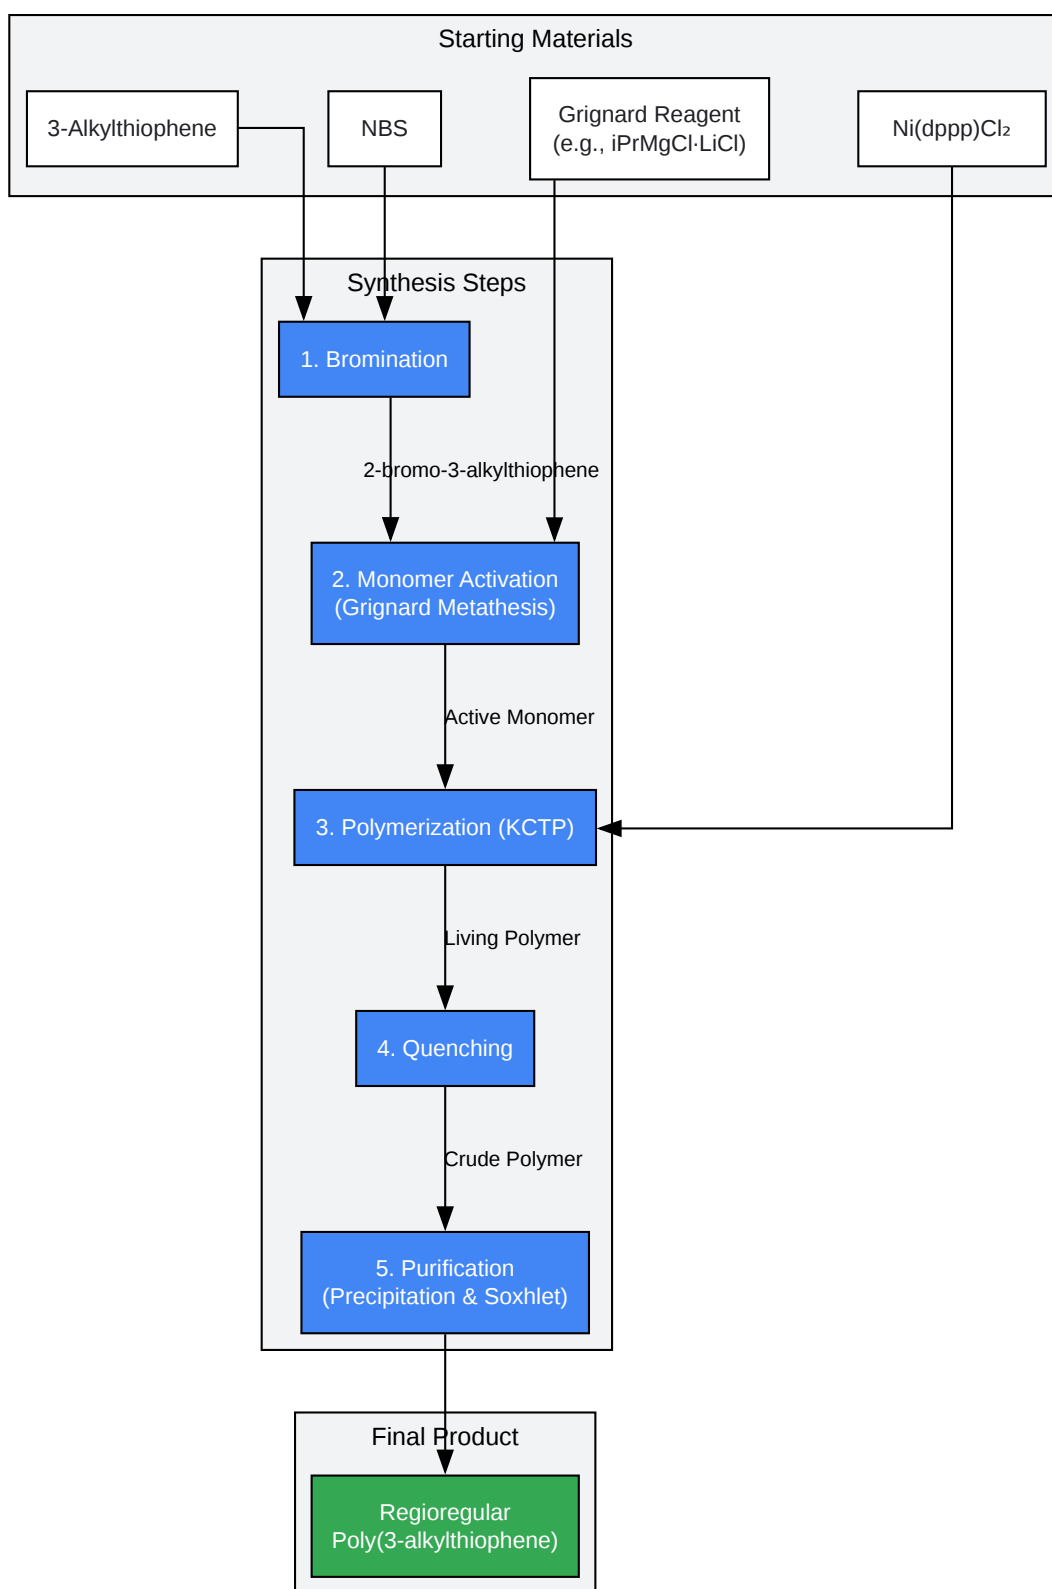 Starting Materials
3-Alkylthiophene
NBS
Grignard Reagent
(e.g., iPrMgCl·LiCl)
Ni(dppp)Cl₂
Synthesis Steps
1. Bromination
2-bromo-3-alkylthiophene
2. Monomer Activation
(Grignard Metathesis)
Active Monomer
3. Polymerization (KCTP)
Living Polymer
4. Quenching
Crude Polymer
5. Purification
(Precipitation & Soxhlet)
Final Product
Regioregular
Poly(3-alkylthiophene)